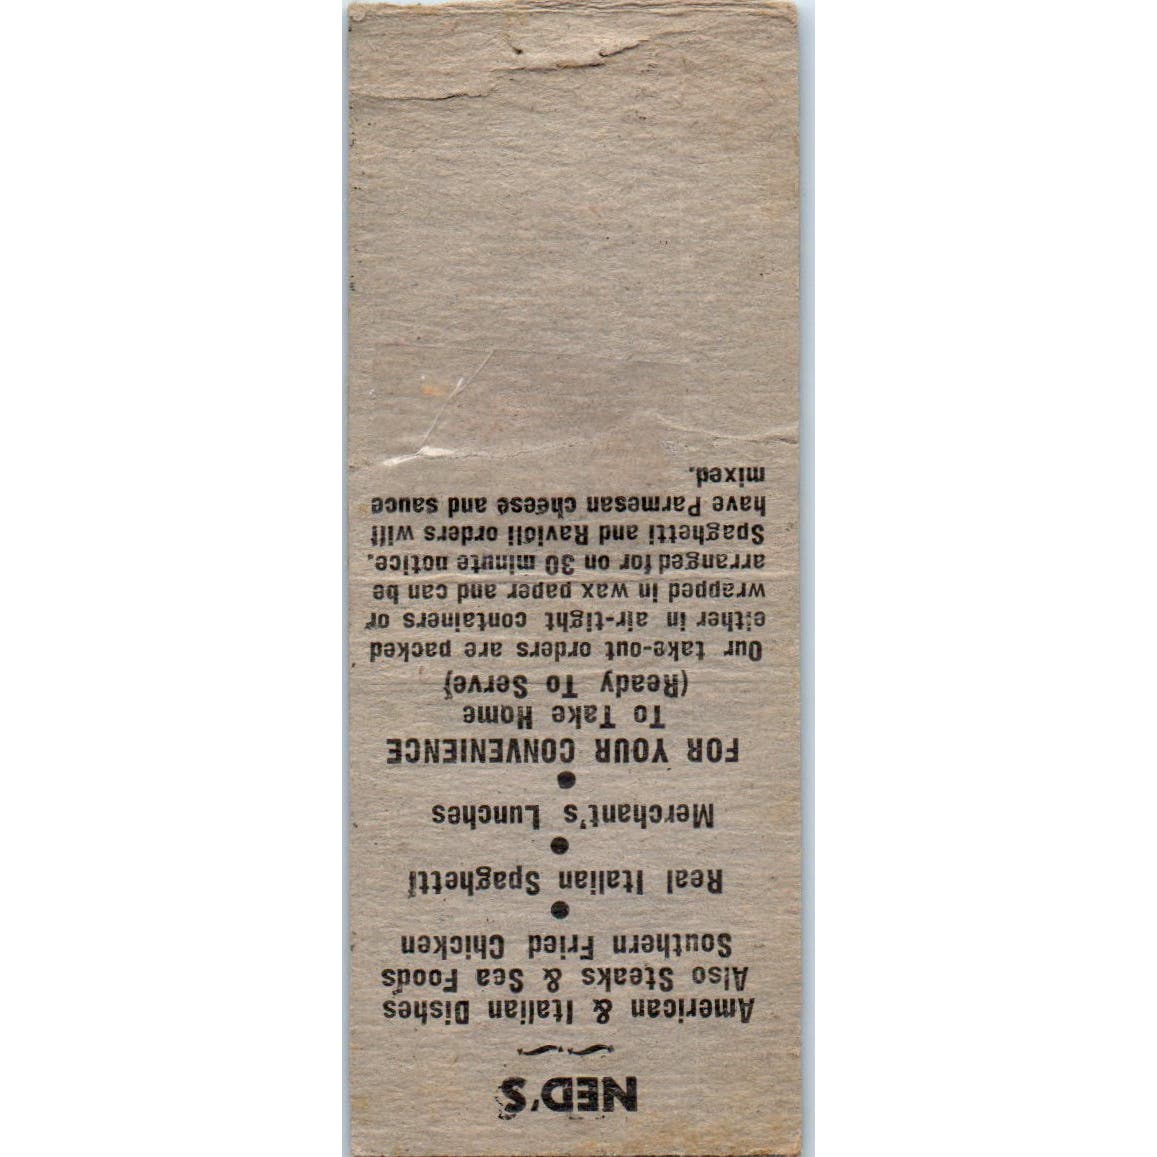 NED'S
American & Italian Dishes
Also Steaks & Sea Foods
Southern Fried Chicken
Real Italian Spaghetti
Merchant's Lunches
FOR YOUR CONVENIENCE
To Take Home
(Ready To Serve)
Our take-out orders are packed
either in air-tight containers or
wrapped in wax paper and can be
arranged for on 30 minute notice.
Spaghetti and Ravioli orders will
have Parmesan cheese and sauce
mixed.